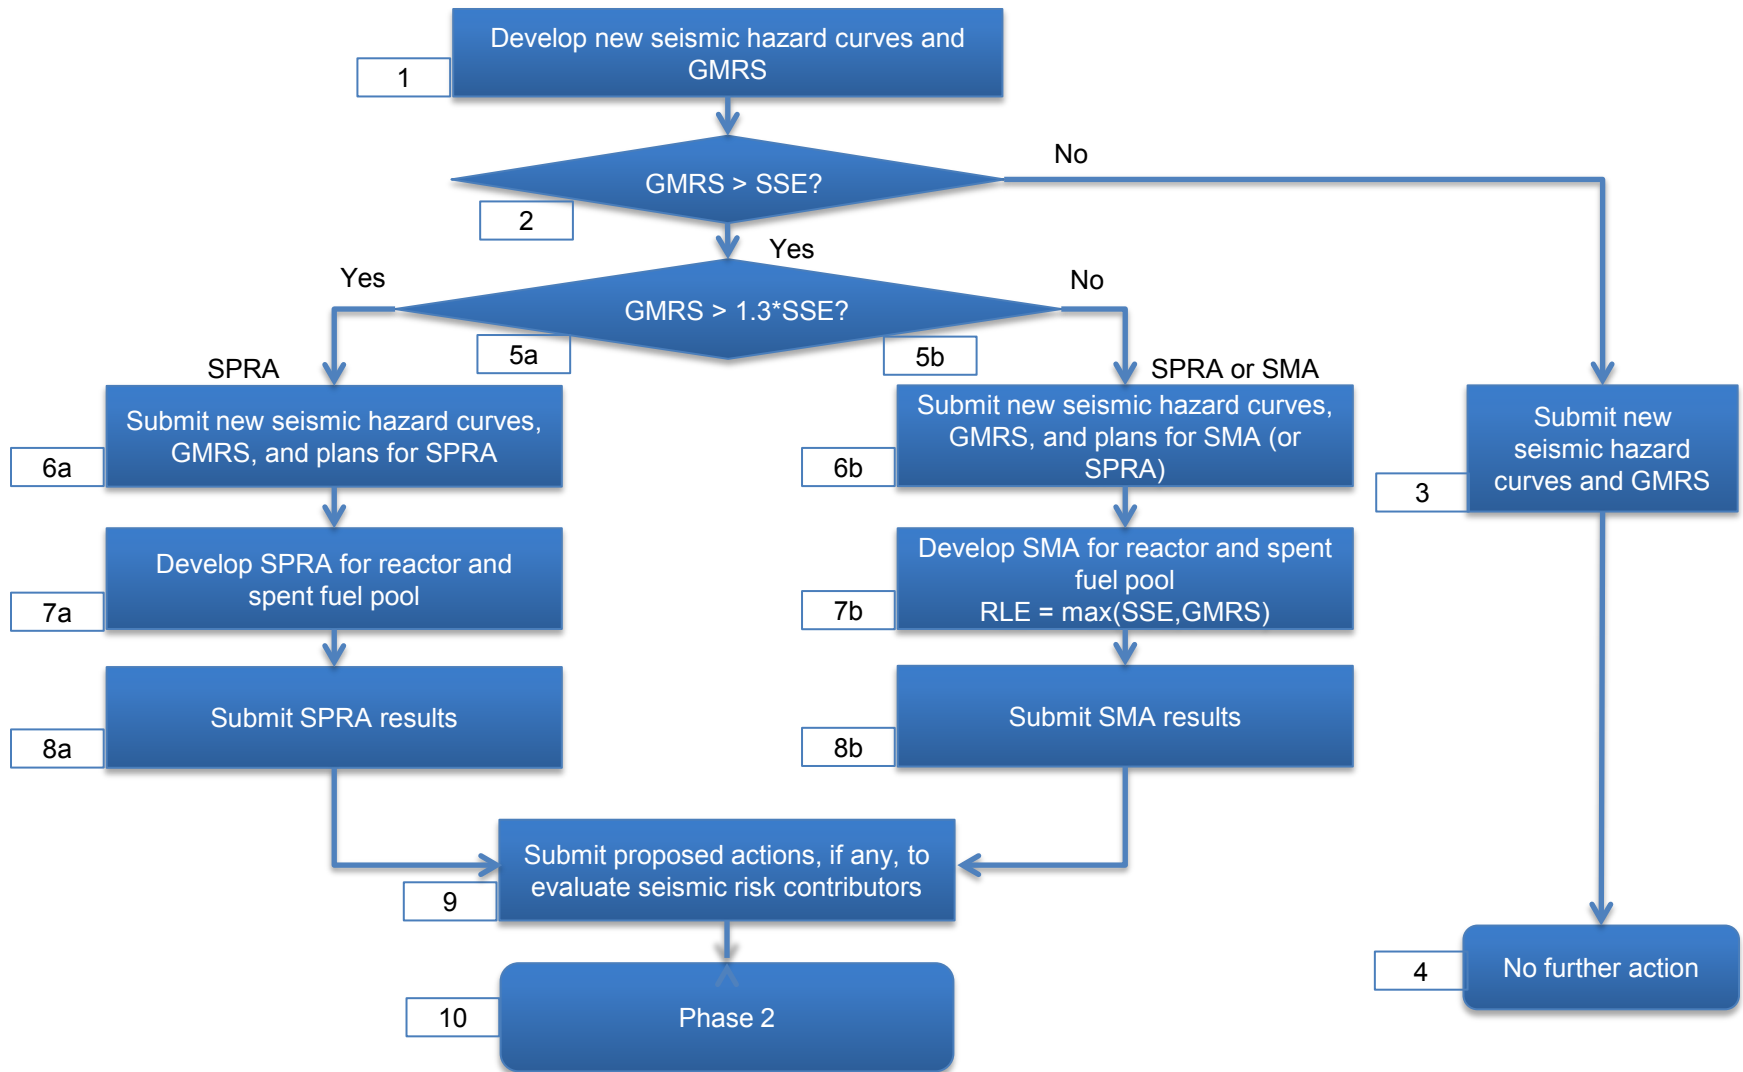 Develop new seismic hazard curves and
GMRS
1
GMRS > SSE?
No
2
Yes
Yes
GMRS > 1.3*SSE?
No
5a
5b
SPRA
SPRA or SMA
Submit new seismic hazard curves,
GMRS, and plans for SPRA
6a
Submit new seismic hazard curves,
GMRS, and plans for SMA (or
SPRA)
6b
Submit new
seismic hazard
curves and GMRS
3
Develop SPRA for reactor and
spent fuel pool
7a
Develop SMA for reactor and spent
fuel pool
RLE = max(SSE,GMRS)
7b
Submit SPRA results
8a
Submit SMA results
8b
Submit proposed actions, if any, to
evaluate seismic risk contributors
9
No further action
4
Phase 2
10